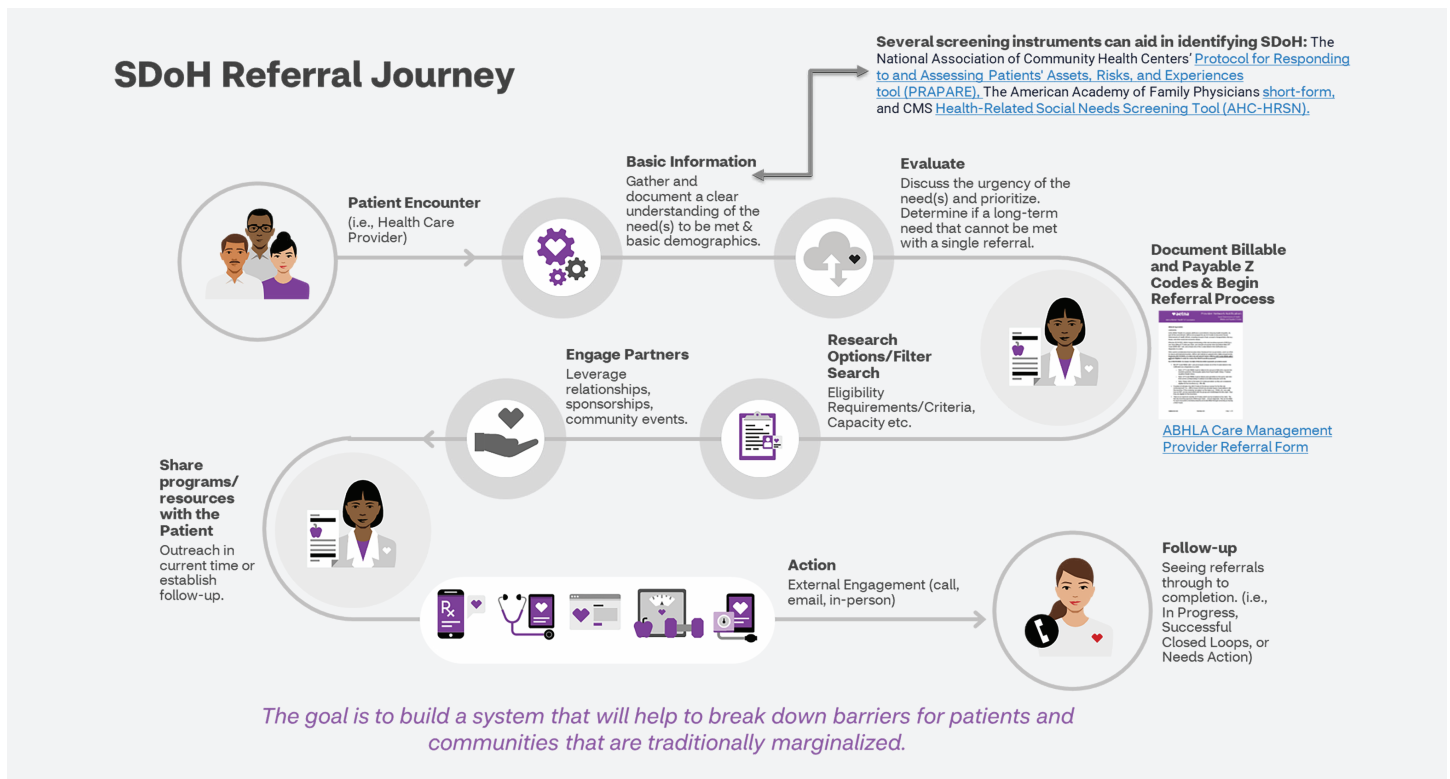 SDoH Referral Journey
Several screening instruments can aid in identifying SDoH: The
National Association of Community Health Centers' Protocol for Responding
to and Assessing Patients' Assets, Risks, and Experiences
tool (PRAPARE), The American Academy of Family Physicians short-form,
and CMS Health-Related Social Needs Screening Tool (AHC-HRSN).
Patient Encounter
(i.e., Health Care
Provider)
Basic Information
Gather and
document a clear
understanding of the
need(s) to be met &
basic demographics.
Evaluate
Discuss the urgency of the
need(s) and prioritize.
Determine if a long-term
need that cannot be met
with a single referral.
Document Billable
and Payable Z
Codes & Begin
Referral Process
aetna
ABHLA Care Management
Provider Referral Form
Research
Options/Filter
Search
Eligibility
Requirements/Criteria,
Capacity etc.
Engage Partners
Leverage
relationships,
sponsorships,
community events.
Share
programs/
resources
with the
Patient
Outreach in
current time or
establish
follow-up.
Rx
Action
External Engagement (call,
email, in-person)
Follow-up
Seeing referrals
through to
completion. (i.e.,
In Progress,
Successful
Closed Loops, or
Needs Action)
The goal is to build a system that will help to break down barriers for patients and
communities that are traditionally marginalized.